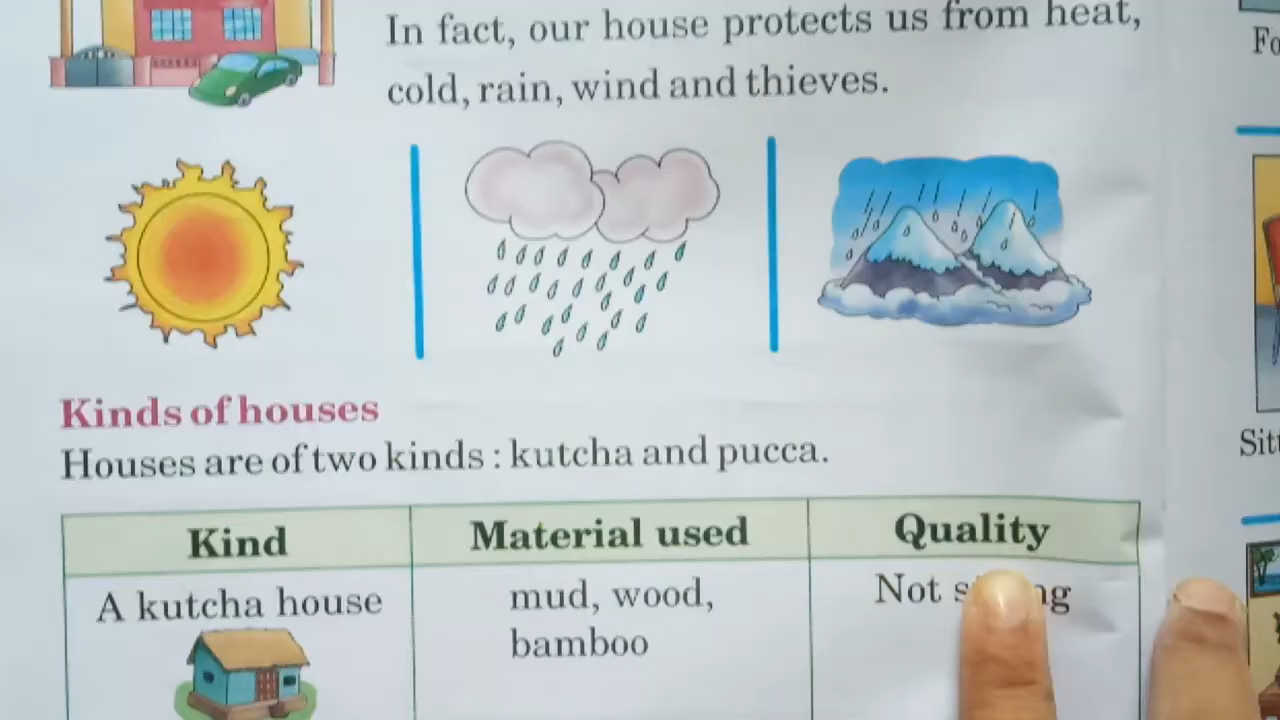 In fact, our house protects us from heat,
cold, rain, wind and thieves.
Kinds of houses
Houses are of two kinds : kutcha and pucca.
Kind Material used Quality
A kutcha house mud, wood, Not
bamboo